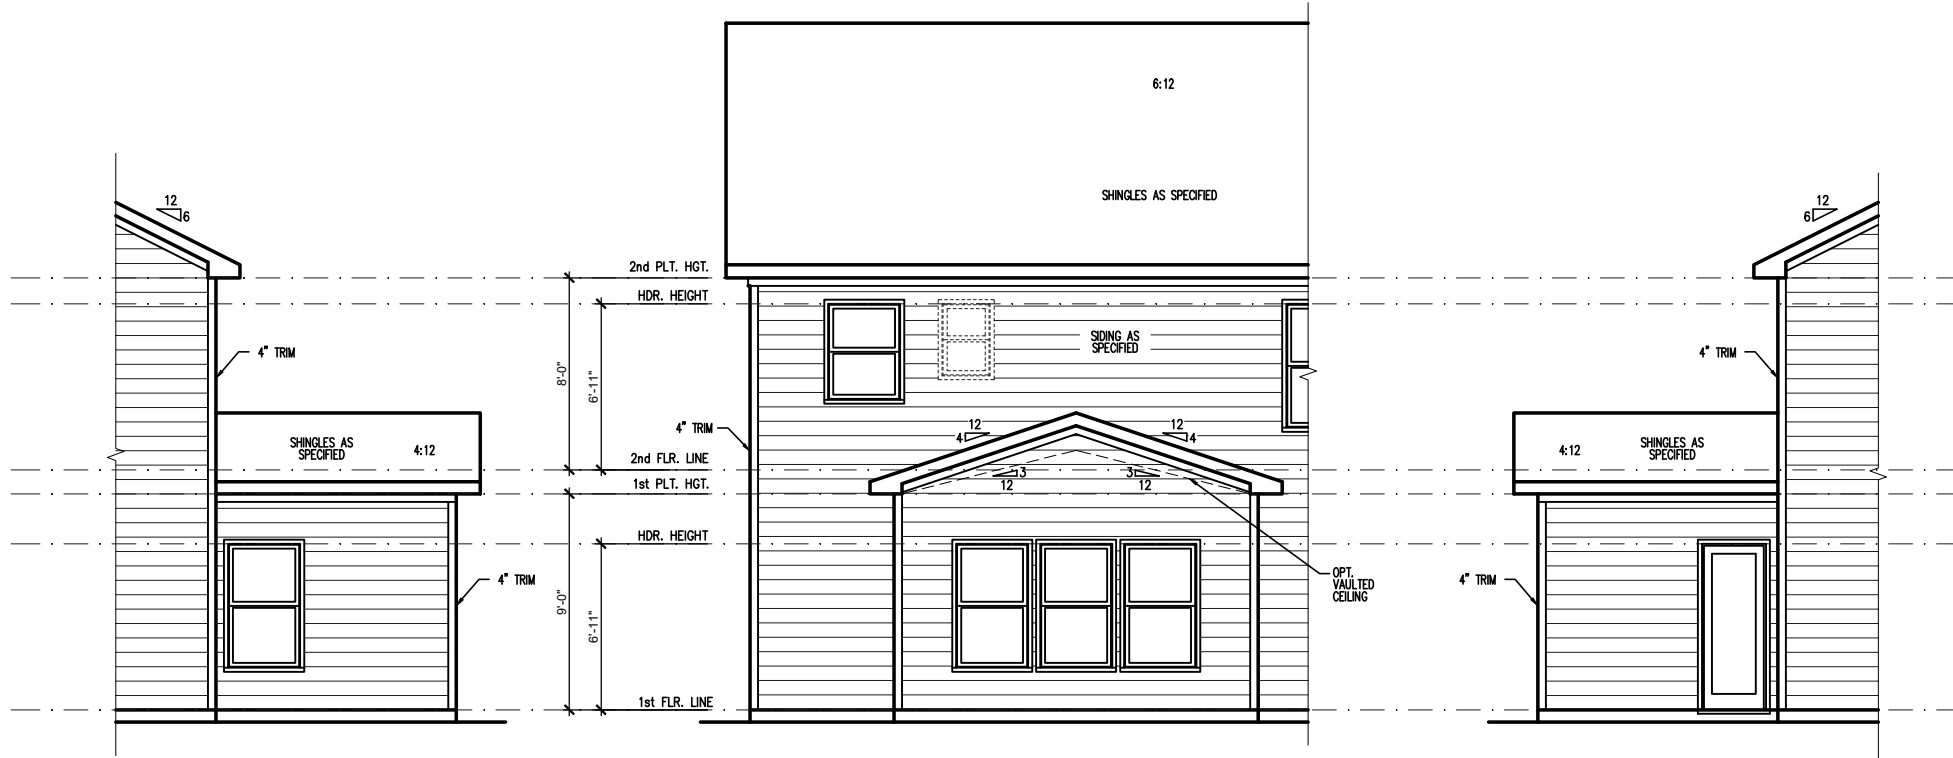 12
6
4" TRIM
SHINGLES AS
SPECIFIED
4:12
4" TRIM
2nd PLT. HGT.
HDR. HEIGHT
8'-0"
6'-11"
2nd FLR. LINE
1st PLT. HGT.
HDR. HEIGHT
9'-0"
6'-11"
1st FLR. LINE
6:12
SHINGLES AS SPECIFIED
SIDING AS
SPECIFIED
4" TRIM
12
4
12
4
3
12
3
12
OPT.
VAULTED
CEILING
12
6
4" TRIM
4:12
SHINGLES AS
SPECIFIED
4" TRIM